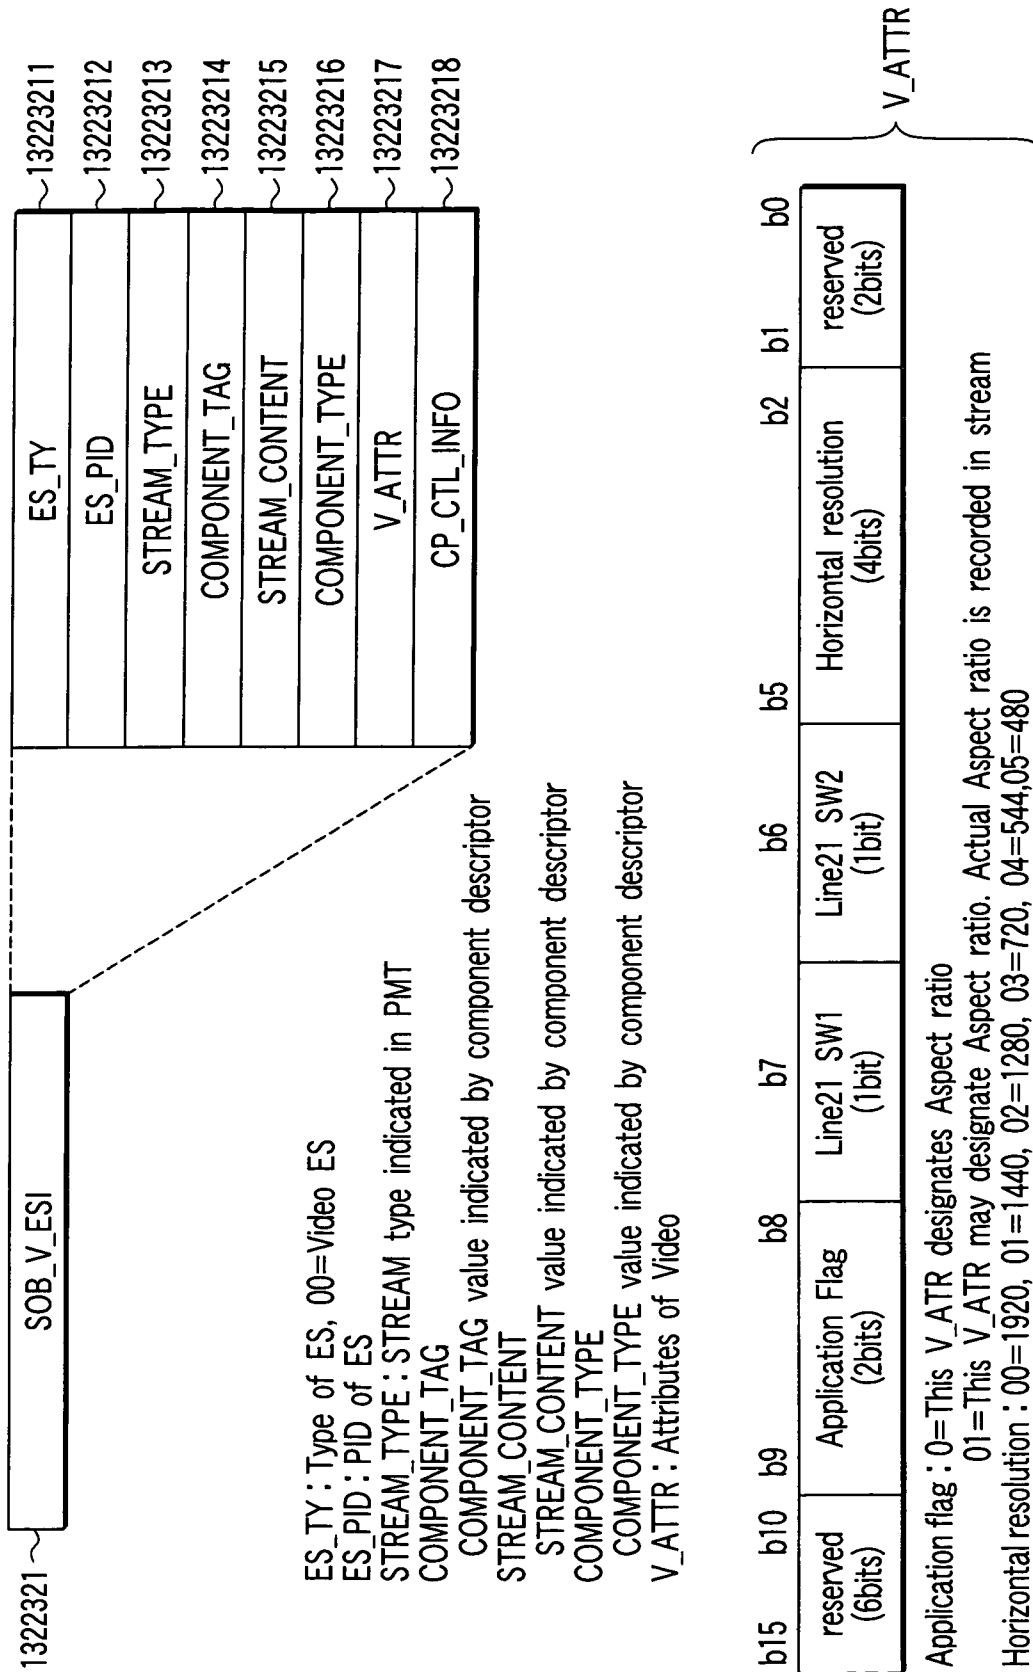 1322321
SOB_V_ESI
ES_TY
13223211
ES_PID
13223212
STREAM_TYPE
13223213
COMPONENT_TAG
13223214
STREAM_CONTENT
13223215
COMPONENT_TYPE
13223216
V_ATTR
13223217
CP_CTL_INFO
13223218
ES_TY : Type of ES, 00=Video ES
ES_PID : PID of ES
STREAM_TYPE : STREAM type indicated in PMT
COMPONENT_TAG
COMPONENT_TAG value indicated by component descriptor
STREAM_CONTENT
STREAM_CONTENT value indicated by component descriptor
COMPONENT_TYPE
COMPONENT_TYPE value indicated by component descriptor
V_ATTR : Attributes of Video
b15 b10 b9 b8 b7 b6 b5 b2 b1 b0
reserved
(6bits)
Application Flag
(2bits)
Line21 SW1
(1bit)
Line21 SW2
(1bit)
Horizontal resolution
(4bits)
reserved
(2bits)
V_ATTR
Application flag : 0=This V_ATR designates Aspect ratio
01=This V_ATR may designate Aspect ratio. Actual Aspect ratio is recorded in stream
Horizontal resolution : 00=1920, 01=1440, 02=1280, 03=720, 04=544,05=480